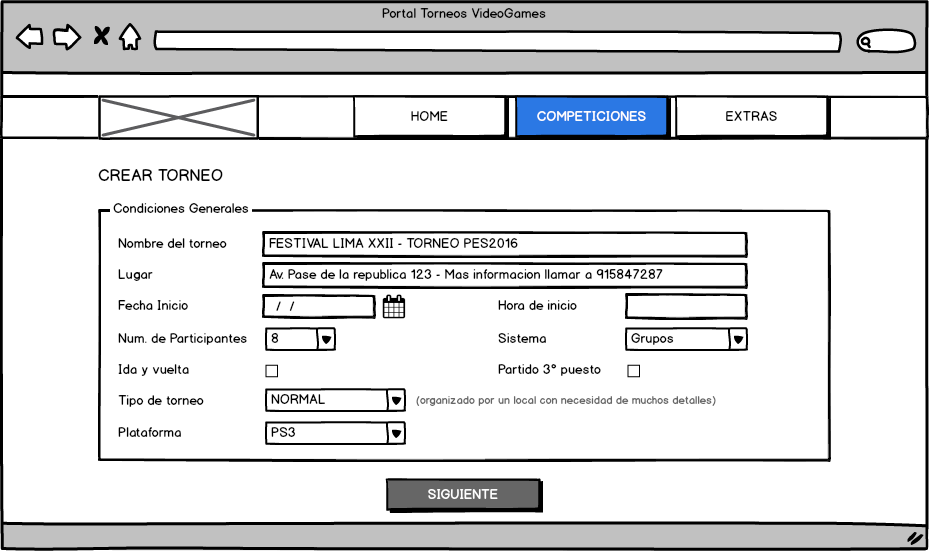 Portal Torneos VideoGames
HOME COMPETICIONES EXTRAS
CREAR TORNEO
Condiciones Generales
Nombre del torneo FESTIVAL LIMA XXII - TORNEO PES2016
Lugar Av. Pase de la republica 123 - Mas informacion llamar a 915847287
Fecha Inicio / / Hora de inicio
Num. de Participantes 8 Sistema Grupos
Ida y vuelta Partido 3° puesto
Tipo de torneo NORMAL (organizado por un local con necesidad de muchos detalles)
Plataforma PS3
SIGUIENTE